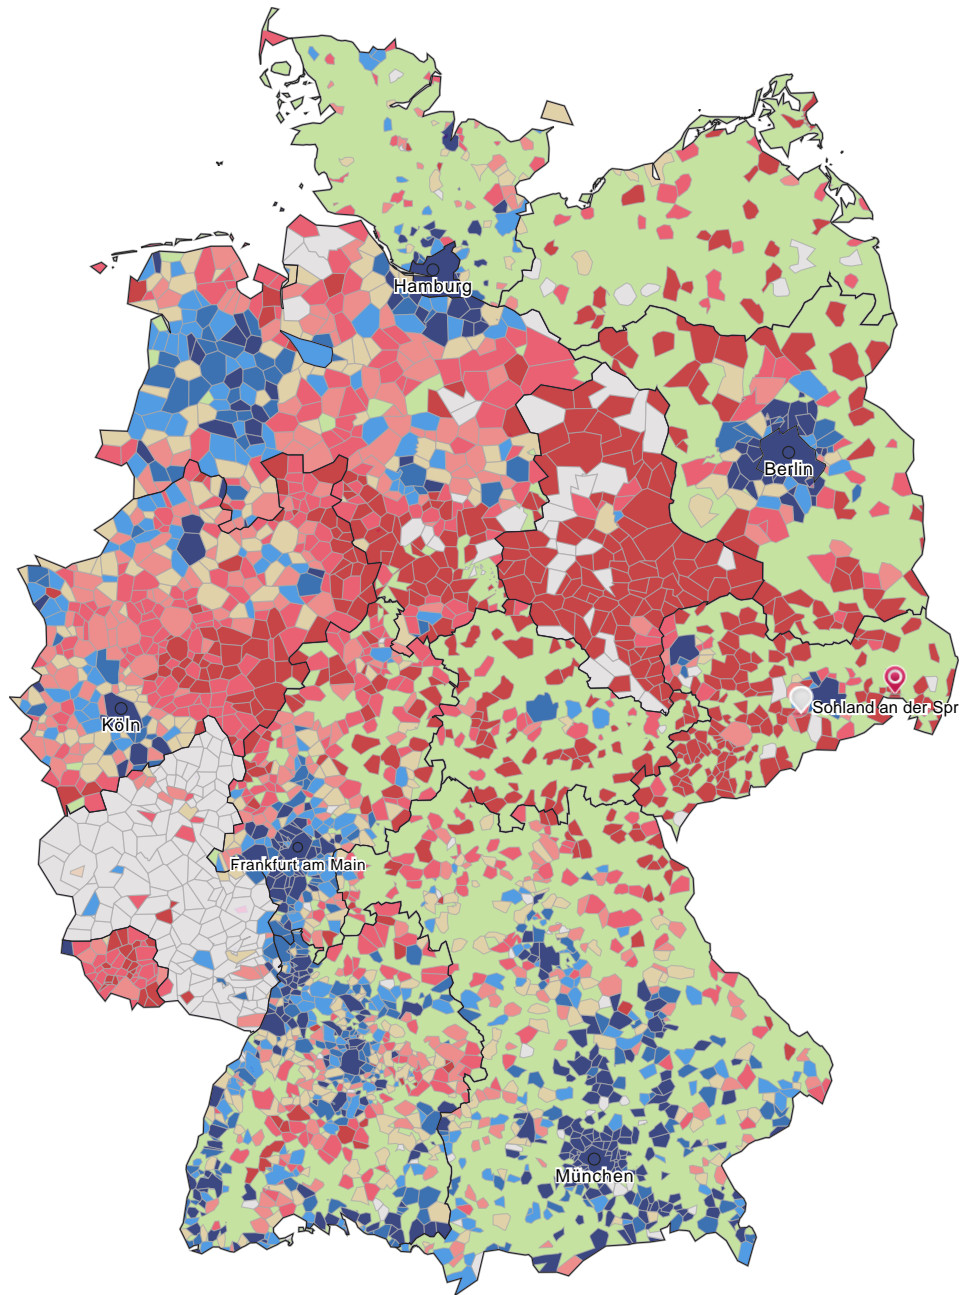 Hamburg
Berlin
Sohland an der Spr
Köln
Frankfurt am Main
München